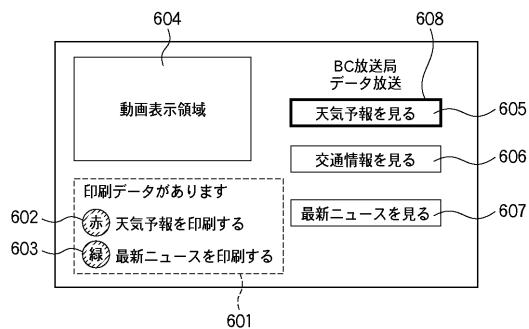 604
608
BC放送局
データ放送
動画表示領域
天気予報を見る
605
交通情報を見る
606
印刷データがあります
最新ニュースを見る
607
602
赤
天気予報を印刷する
603
緑
最新ニュースを印刷する
601